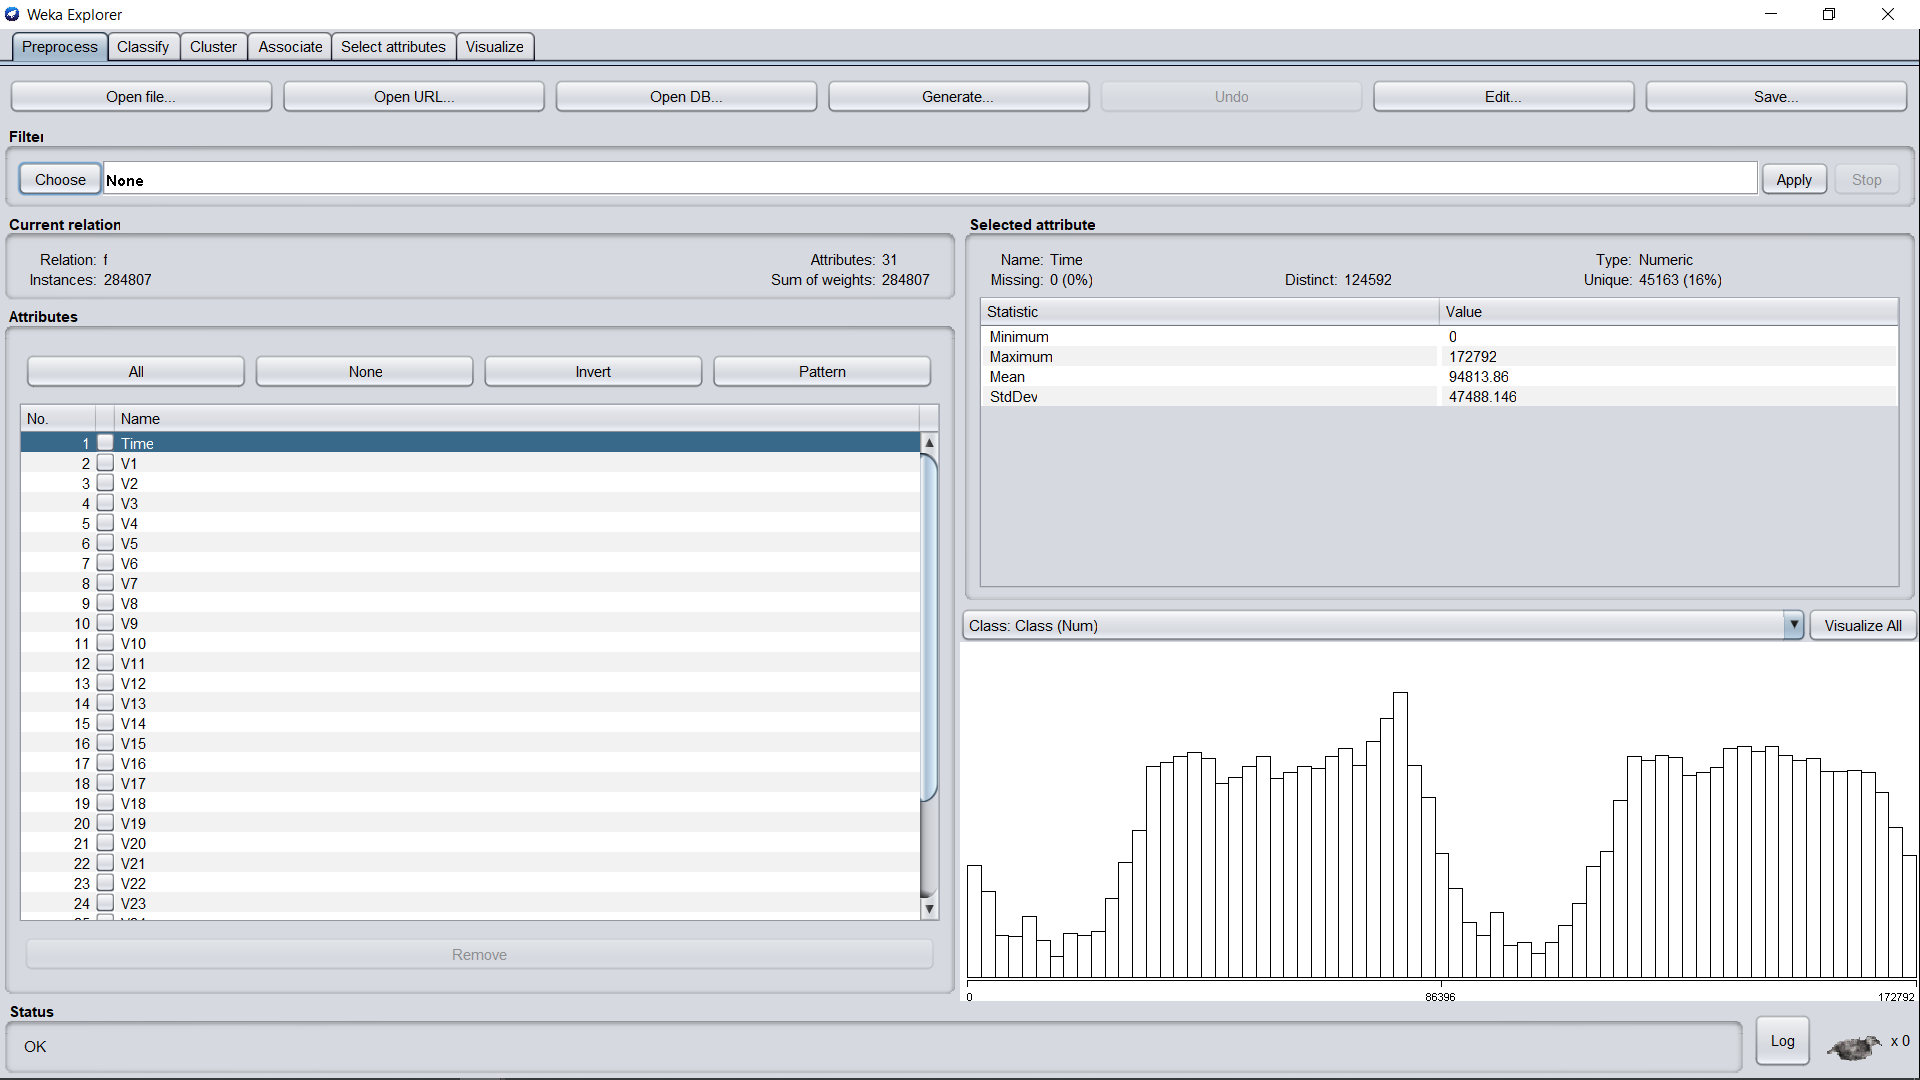 Weka Explorer
Preprocess Classify Cluster Associate Select attributes Visualize
Open file... Open URL... Open DB... Generate... Undo Edit... Save...
Filter
Choose None Apply Stop
Current relation
Relation: f Attributes: 31
Instances: 284807 Sum of weights: 284807
Attributes
All None Invert Pattern
No. Name
1 Time
2 V1
3 V2
4 V3
5 V4
6 V5
7 V6
8 V7
9 V8
10 V9
11 V10
12 V11
13 V12
14 V13
15 V14
16 V15
17 V16
18 V17
19 V18
20 V19
21 V20
22 V21
23 V22
24 V23
Remove
Selected attribute
Name: Time Type: Numeric
Missing: 0 (0%) Distinct: 124592 Unique: 45163 (16%)
Statistic Value
Minimum 0
Maximum 172792
Mean 94813.86
StdDev 47488.146
Class: Class (Num) Visualize All
0 86396 172792
Status
OK
Log x 0